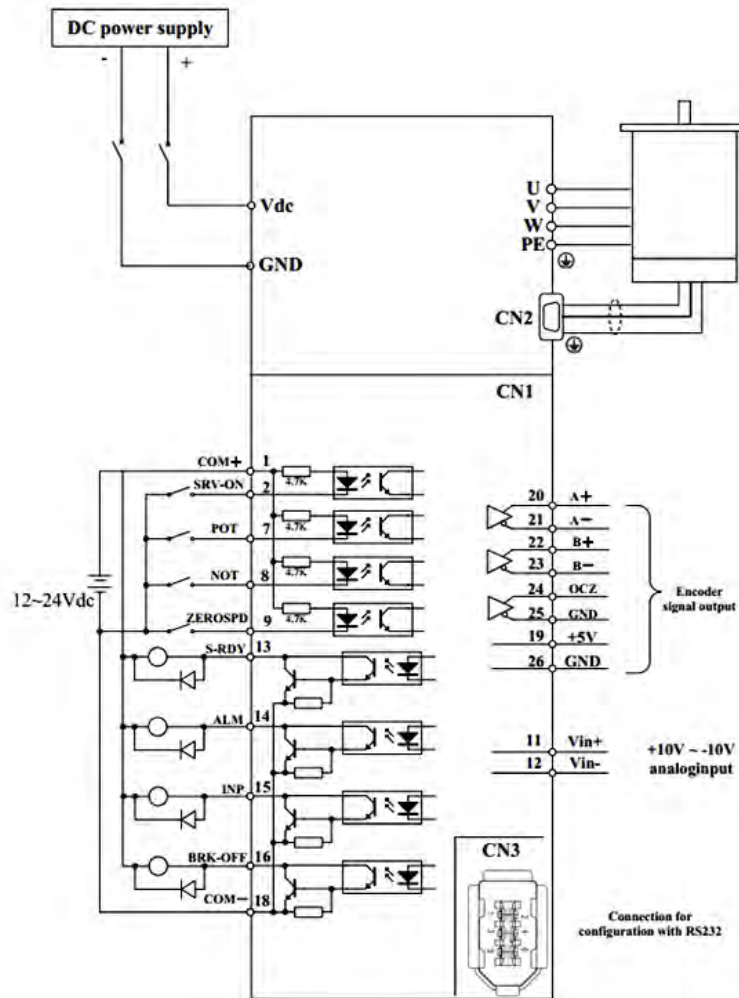 DC power supply
- +
Vdc
GND
U
V
W
PE
CN2
CN1
COM+ 1
4.7K
SRV-ON 2
4.7K
POT 7
4.7K
NOT 8
4.7K
ZEROSPD 9
12~24Vdc
S-RDY 13
ALM 14
INP 15
BRK-OFF 16
COM- 18
20 A+
21 A-
22 B+
23 B-
24 OCZ
25 GND
19 +5V
26 GND
Encoder
signal output
11 Vin+
12 Vin-
+10V ~ -10V
analoginput
CN3
Connection for
configuration with RS232